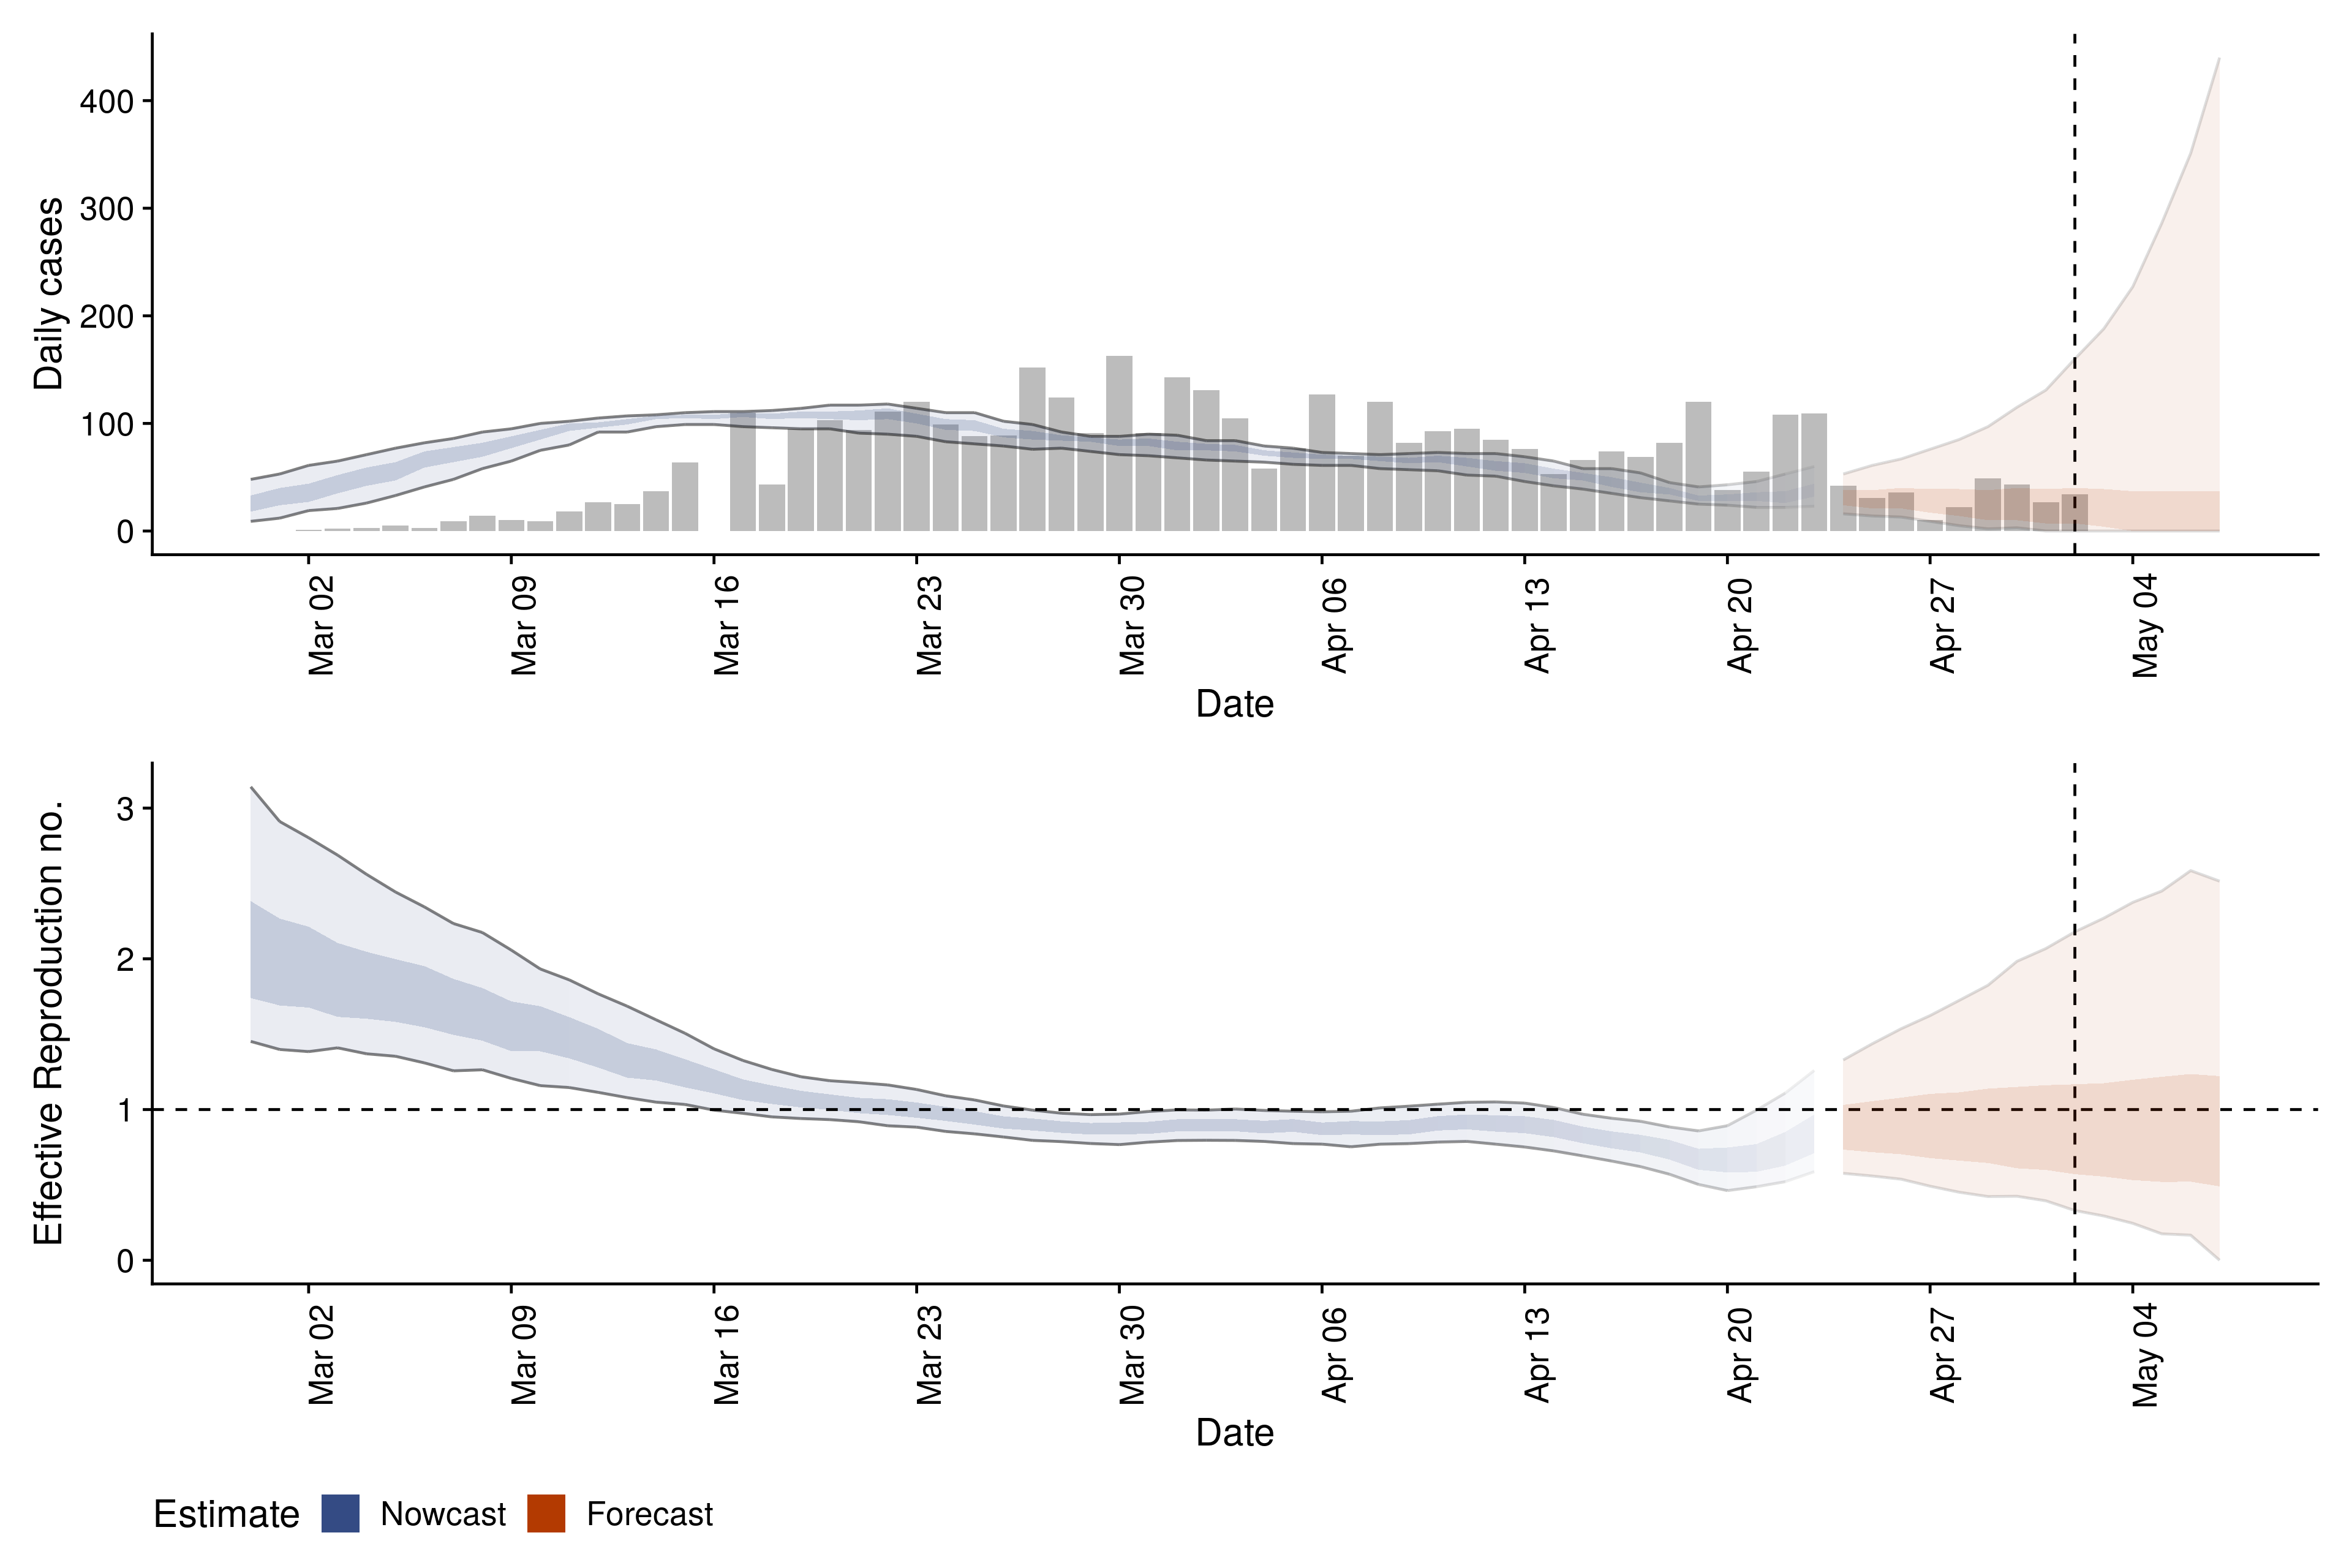 Daily cases
400
300
200
100
0
Mar 02
Mar 09
Mar 16
Mar 23
Mar 30
Apr 06
Apr 13
Apr 20
Apr 27
May 04
Date
Effective Reproduction no.
3
2
1
0
Mar 02
Mar 09
Mar 16
Mar 23
Mar 30
Apr 06
Apr 13
Apr 20
Apr 27
May 04
Date
Estimate Nowcast Forecast